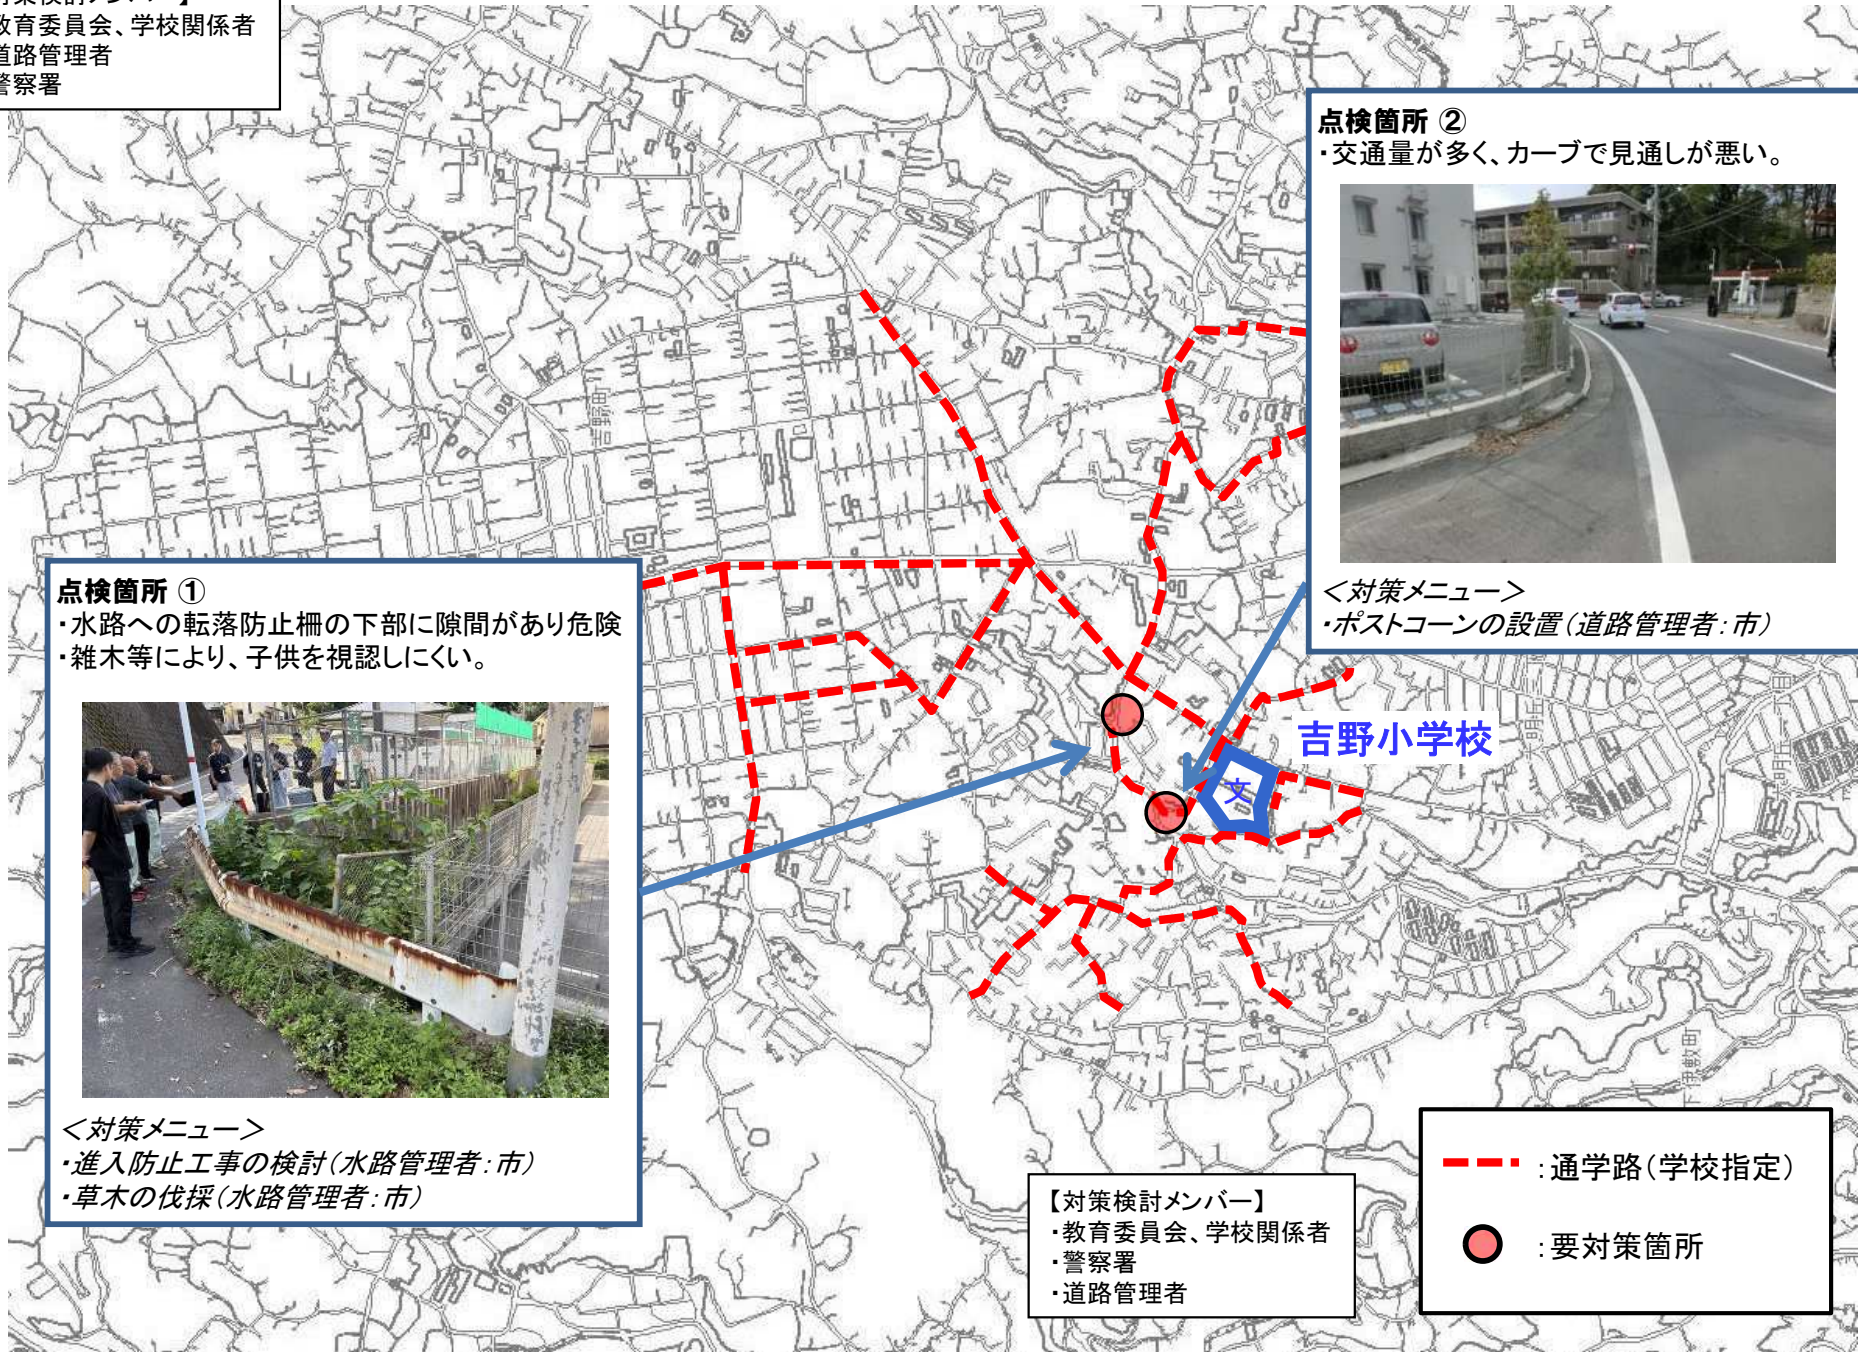 教育委員会、学校関係者
道路管理者
警察署
点検箇所 ②
・交通量が多く、カーブで見通しが悪い。
＜対策メニュー＞
・ポストコーンの設置（道路管理者：市）
点検箇所 ①
・水路への転落防止柵の下部に隙間があり危険
・雑木等により、子供を視認しにくい。
＜対策メニュー＞
・進入防止工事の検討（水路管理者：市）
・草木の伐採（水路管理者：市）
吉野町
吉野小学校
文
下伊敷町
【対策検討メンバー】
・教育委員会、学校関係者
・警察署
・道路管理者
：通学路（学校指定）
：要対策箇所